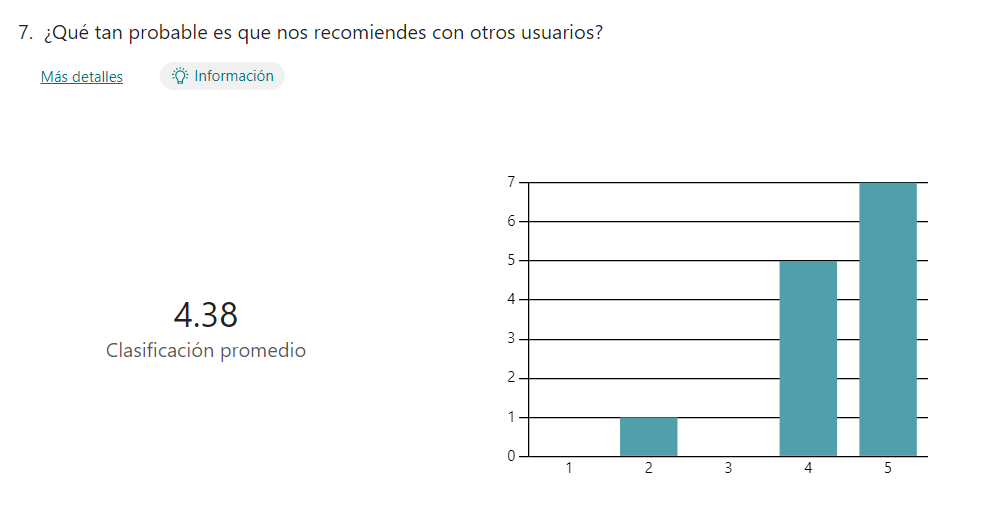 7. ¿Qué tan probable es que nos recomiendes con otros usuarios?
Más detalles
Información
4.38
Clasificación promedio
7
6
5
4
3
2
1
0
1 2 3 4 5